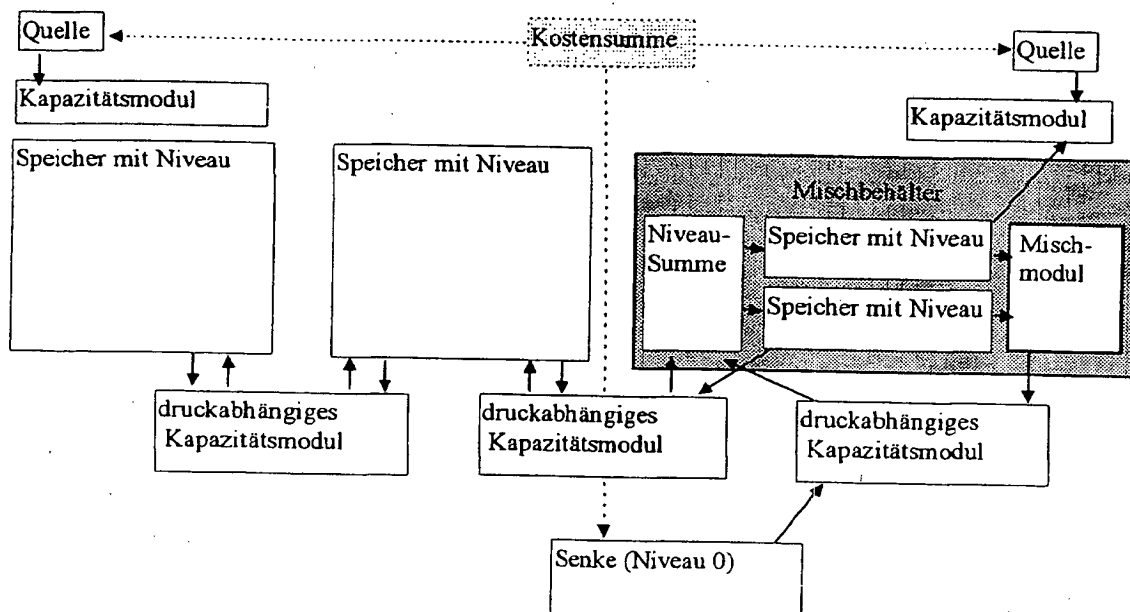 Quelle
Kostensumme
Quelle
Kapazitätsmodul
Kapazitätsmodul
Speicher mit Niveau
Speicher mit Niveau
Mischbehälter
Niveau-
Summe
Speicher mit Niveau
Speicher mit Niveau
Misch-
modul
druckabhängiges
Kapazitätsmodul
druckabhängiges
Kapazitätsmodul
druckabhängiges
Kapazitätsmodul
Senke (Niveau 0)